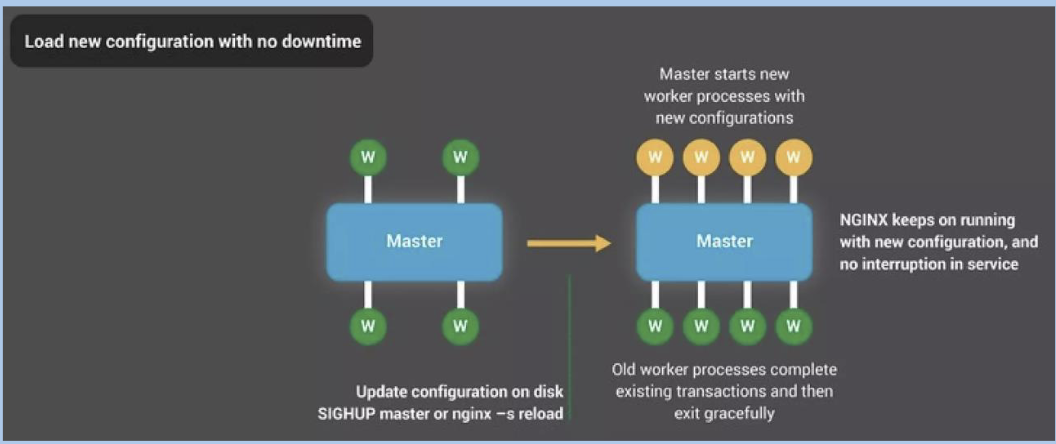 Load new configuration with no downtime
Master starts new
worker processes with
new configurations
W W
W W W W
Master
Master
NGINX keeps on running
with new configuration, and
no interruption in service
W W
W W W W
Update configuration on disk
SIGHUP master or nginx –s reload
Old worker processes complete
existing transactions and then
exit gracefully